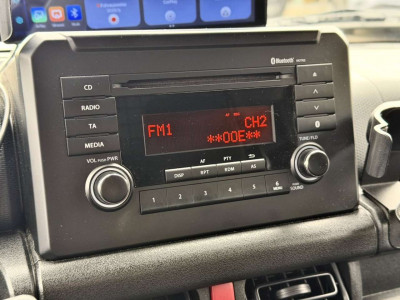 Bluetooth
CD
RADIO
TA
MEDIA
VOL PUSH PWR
FM1 CH2
**OOE**
TUNE/FLD
AF PTY
DISP RPT RDM AS
1 2 3 4 5 6
MENU
SOUND